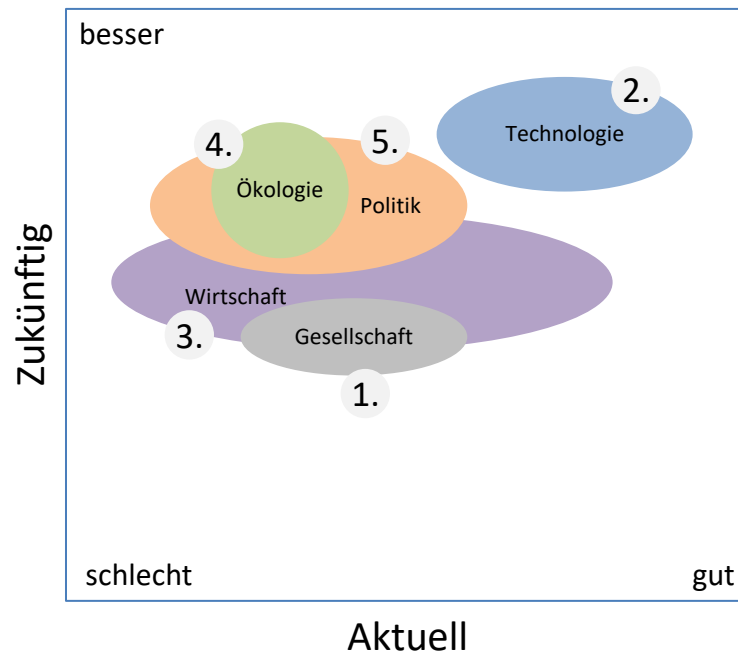 besser
2.
Technologie
4.
5.
Ökologie
Politik
Zukünftig
Wirtschaft
3.
Gesellschaft
1.
schlecht
gut
Aktuell